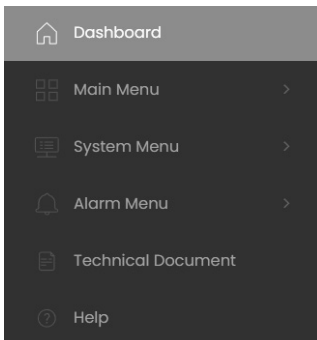 Dashboard
Main Menu
System Menu
Alarm Menu
Technical Document
Help